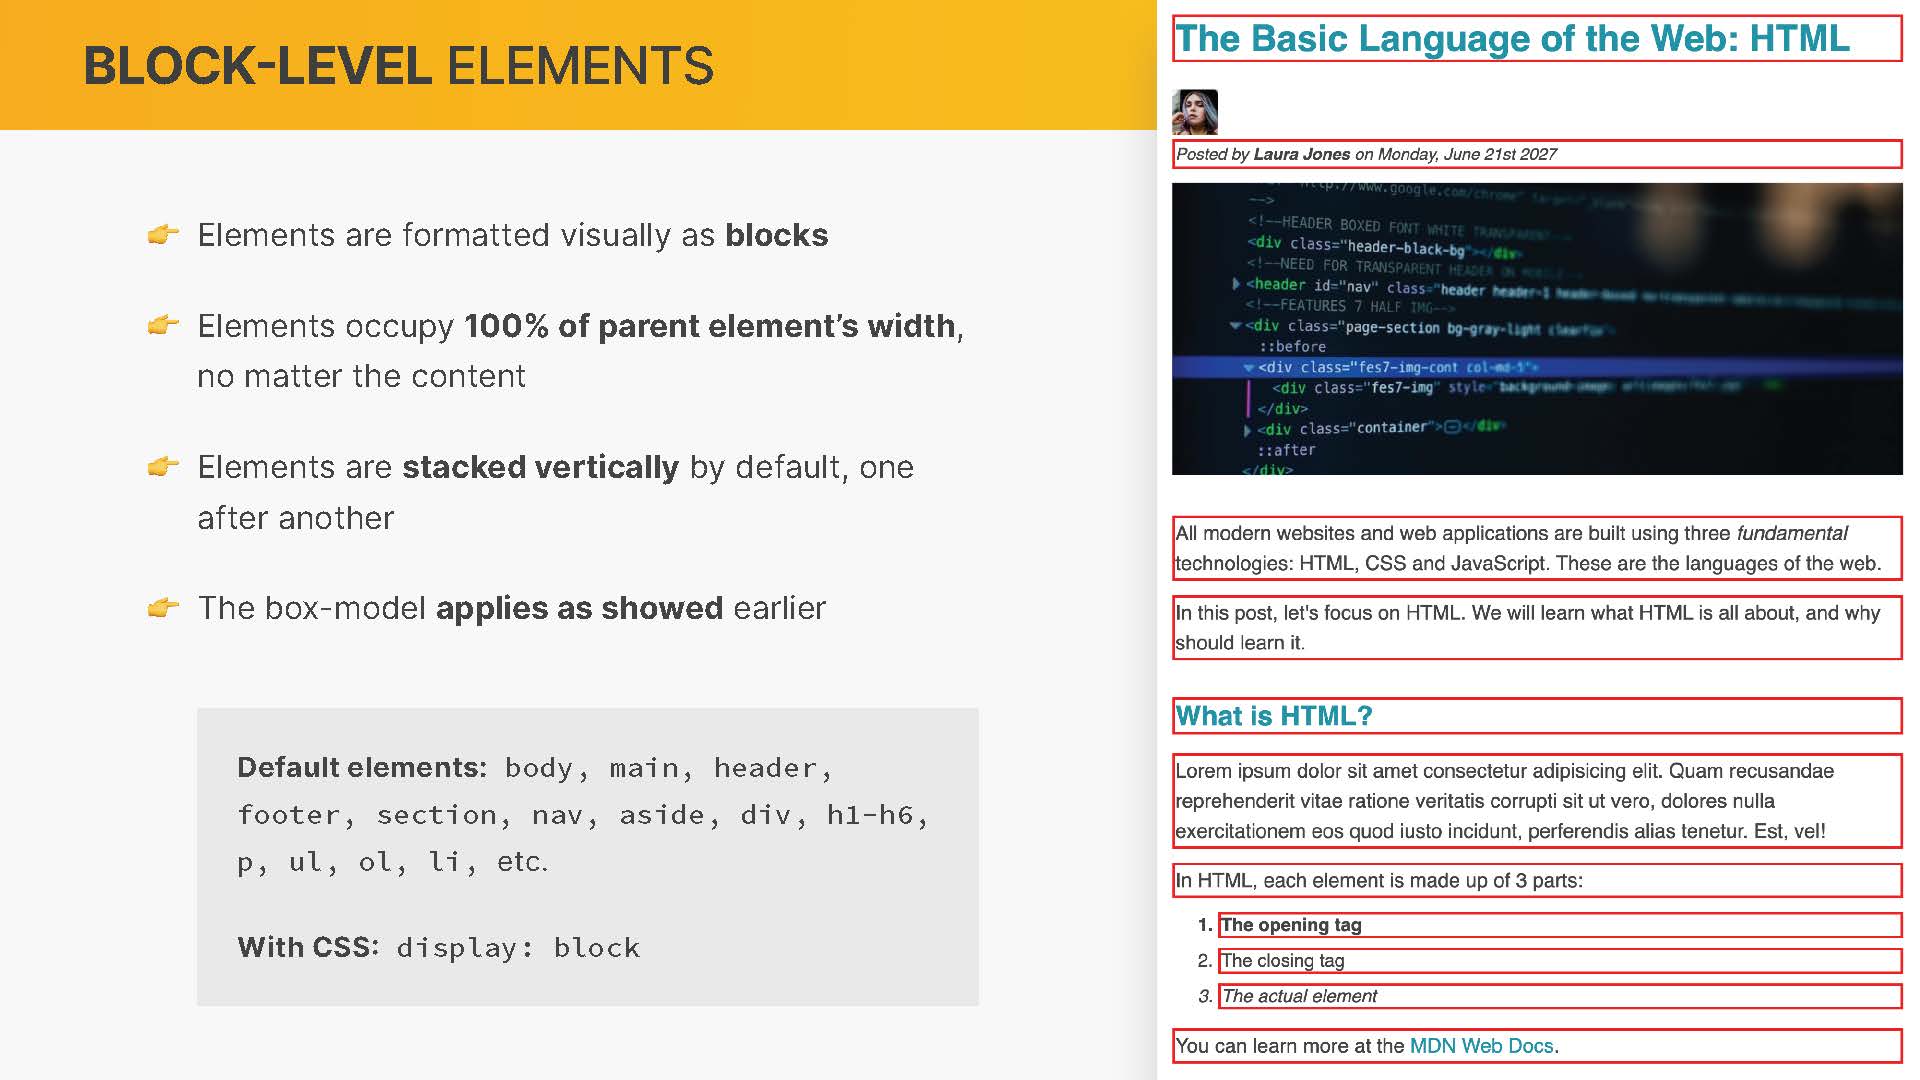 BLOCK-LEVEL ELEMENTS
👉 Elements are formatted visually as blocks
👉 Elements occupy 100% of parent element’s width,
no matter the content
👉 Elements are stacked vertically by default, one
after another
👉 The box-model applies as showed earlier
Default elements: body, main, header,
footer, section, nav, aside, div, h1-h6,
p, ul, ol, li, etc.
With CSS: display: block
The Basic Language of the Web: HTML
Posted by Laura Jones on Monday, June 21st 2027
http://www.google.com/chrome"
-->
<!--HEADER BOXED FONT WHITE TRANSPARENT-->
<div class="header-black-bg"></div>
<!--NEED FOR TRANSPARENT HEADER ON MOBILE-->
<header id="nav" class="header header-1
<!--FEATURES 7 HALF IMG-->
<div class="page-section bg-gray-light clearfix">
::before
<div class="fes7-img-cont col-md-5">
<div class="fes7-img" style="background-image:
</div>
<div class="container"></div>
::after
</div>
All modern websites and web applications are built using three fundamental
technologies: HTML, CSS and JavaScript. These are the languages of the web.
In this post, let's focus on HTML. We will learn what HTML is all about, and why
should learn it.
What is HTML?
Lorem ipsum dolor sit amet consectetur adipisicing elit. Quam recusandae
reprehenderit vitae ratione veritatis corrupti sit ut vero, dolores nulla
exercitationem eos quod iusto incidunt, perferendis alias tenetur. Est, vel!
In HTML, each element is made up of 3 parts:
1. The opening tag
2. The closing tag
3. The actual element
You can learn more at the MDN Web Docs.